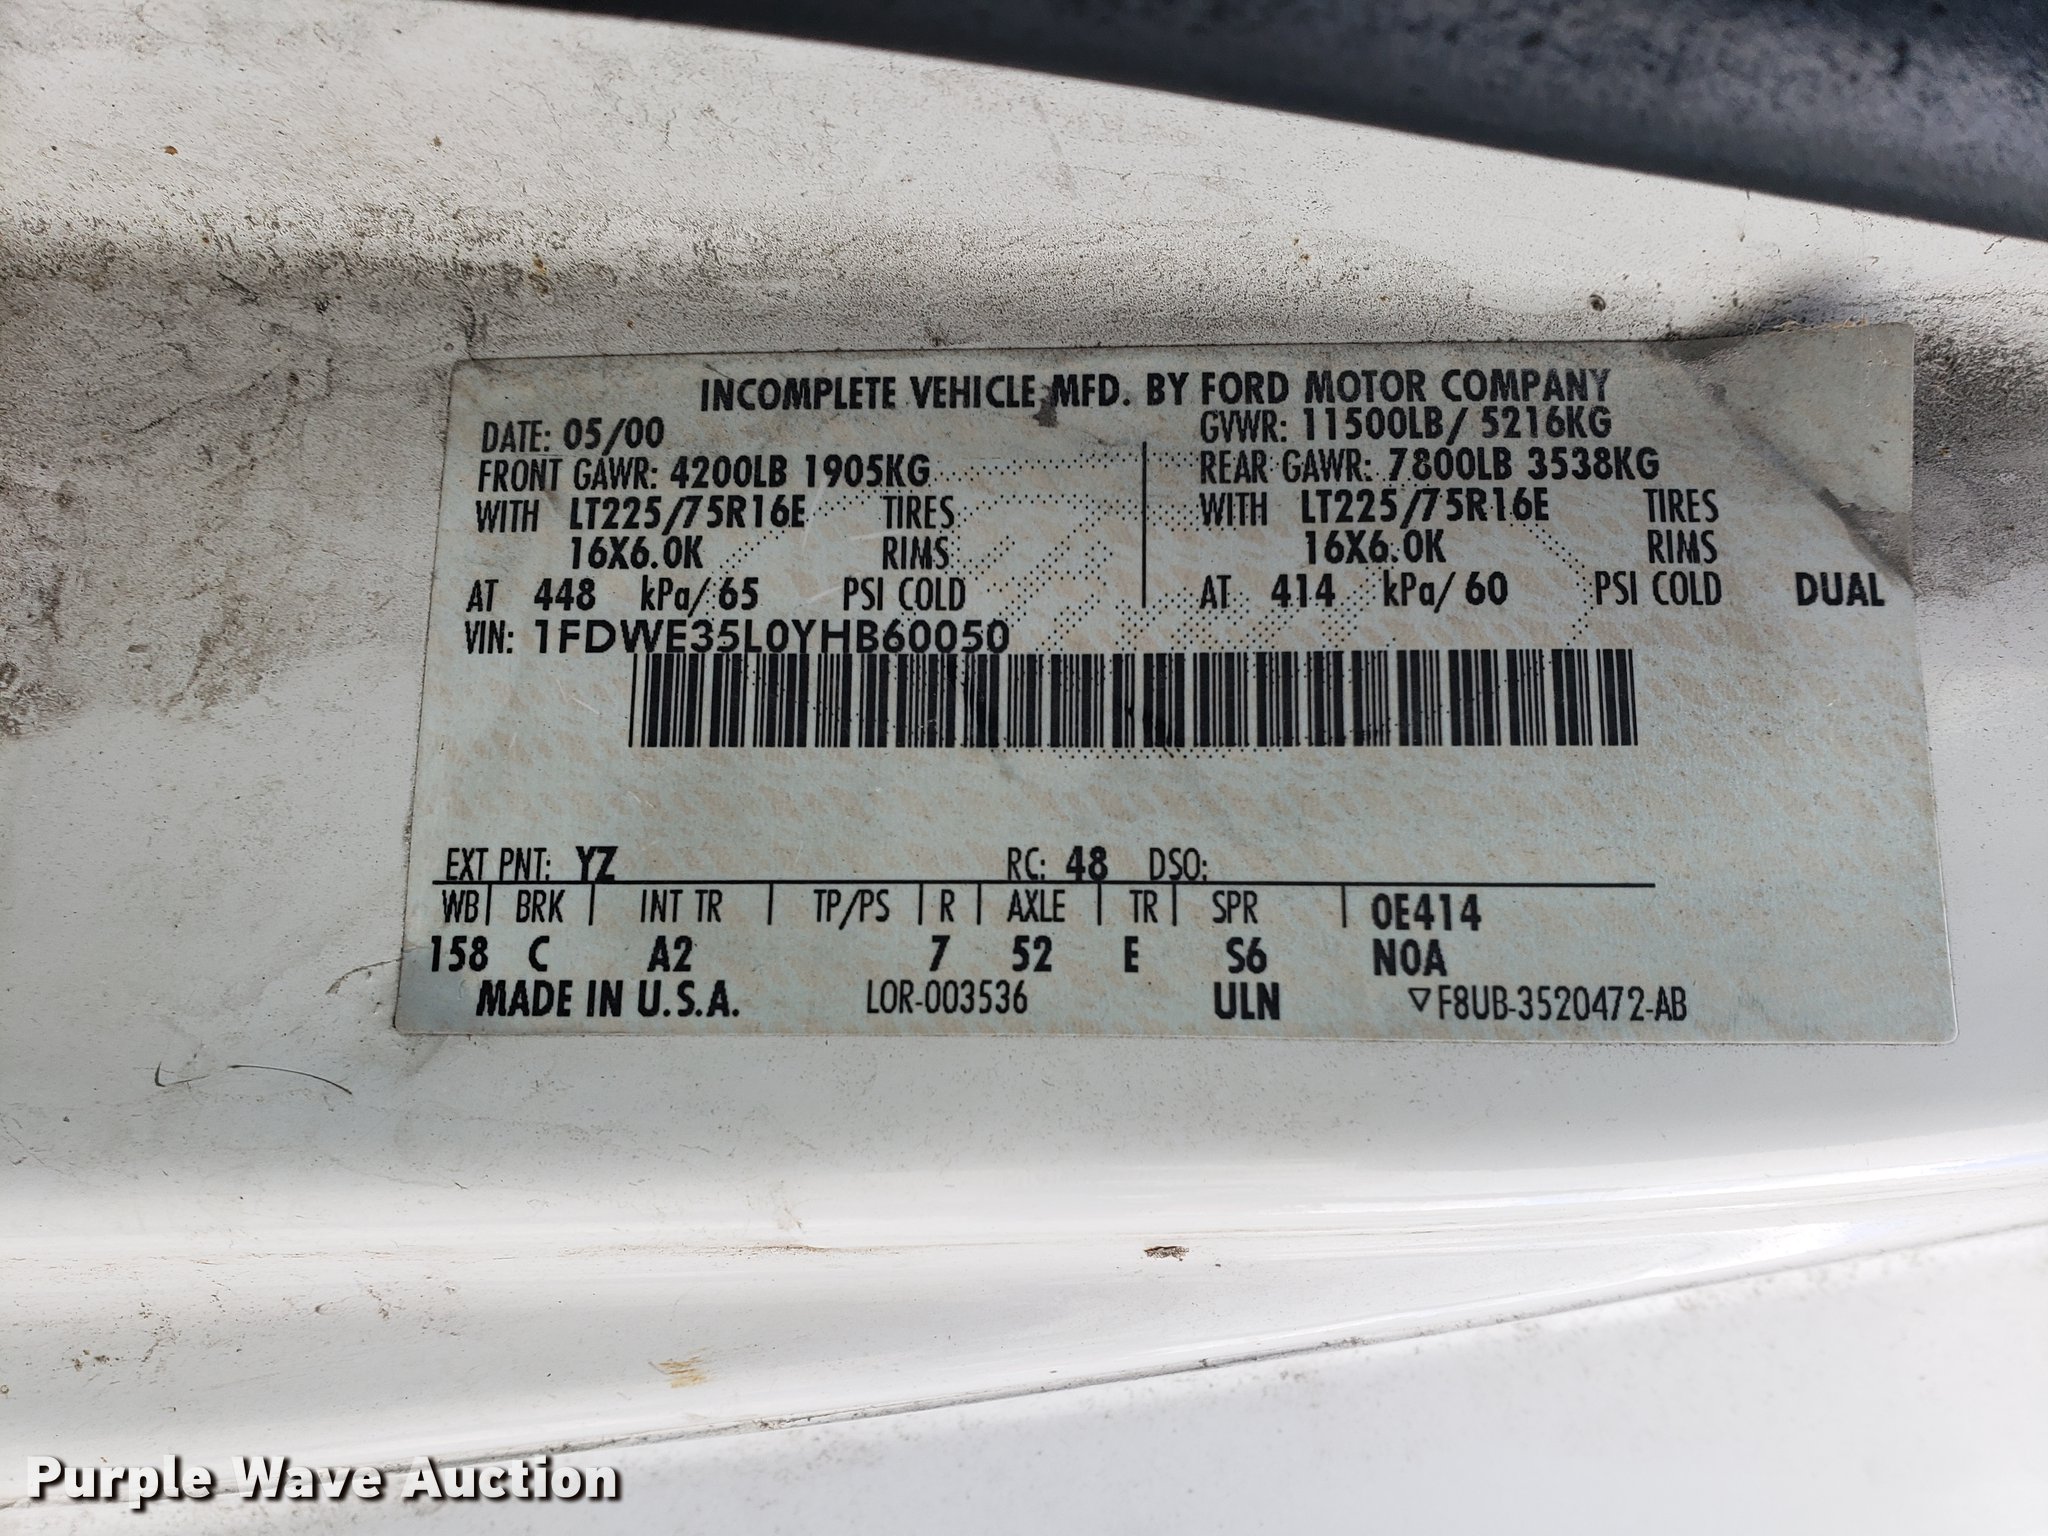 INCOMPLETE VEHICLE MFD. BY FORD MOTOR COMPANY
DATE: 05/00 GVWR: 11500LB/ 5216KG
FRONT GAWR: 4200LB 1905KG REAR GAWR: 7800LB 3538KG
WITH LT225/75R16E TIRES WITH LT225/75R16E TIRES
16X6.0K RIMS 16X6.0K RIMS
AT 448 kPa/ 65 PSI COLD AT 414 kPa/ 60 PSI COLD DUAL
VIN: 1FDWE35L0YHB60050
EXT PNT: YZ RC: 48 DSO:
WB BRK INT TR TP/PS R AXLE TR SPR 0E414
158 C A2 7 52 E S6 N0A
MADE IN U.S.A. LOR-003536 ULN ▽F8UB-3520472-AB
Purple Wave Auction